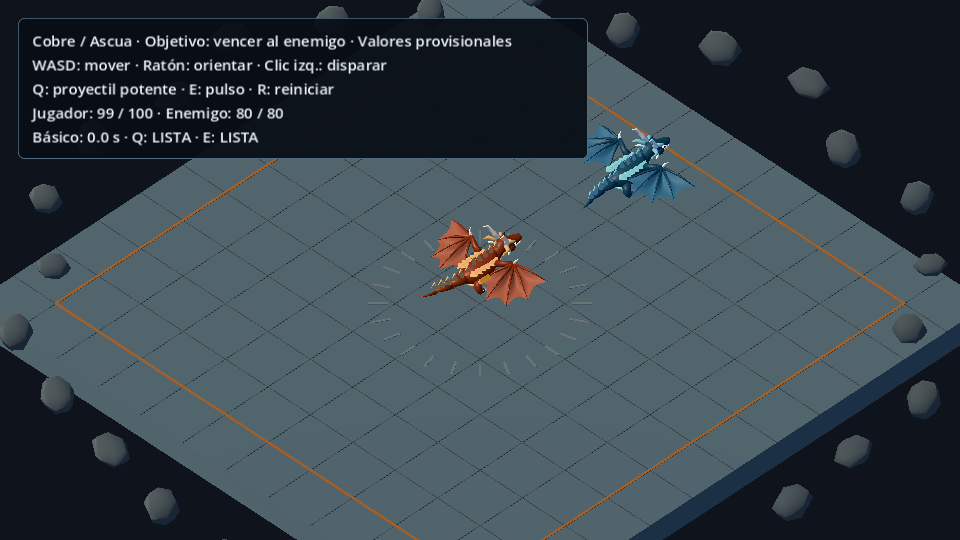 Cobre / Ascua · Objetivo: vencer al enemigo · Valores provisionales
WASD: mover · Ratón: orientar · Clic izq.: disparar
Q: proyectil potente · E: pulso · R: reiniciar
Jugador: 99 / 100 · Enemigo: 80 / 80
Básico: 0.0 s · Q: LISTA · E: LISTA